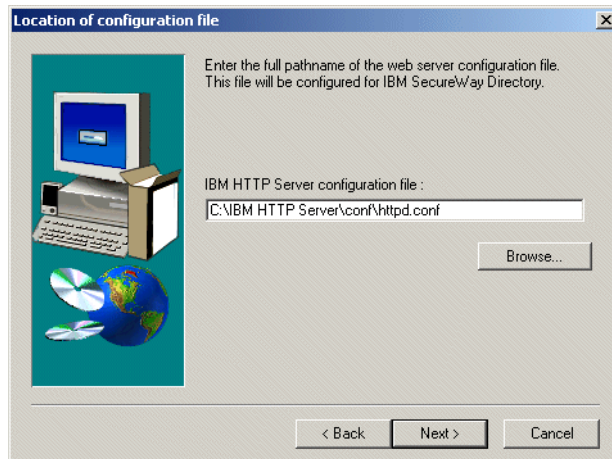 Location of configuration file
Enter the full pathname of the web server configuration file.
This file will be configured for IBM SecureWay Directory.
IBM HTTP Server configuration file :
C:\IBM HTTP Server\conf\httpd.conf
Browse...
< Back Next > Cancel